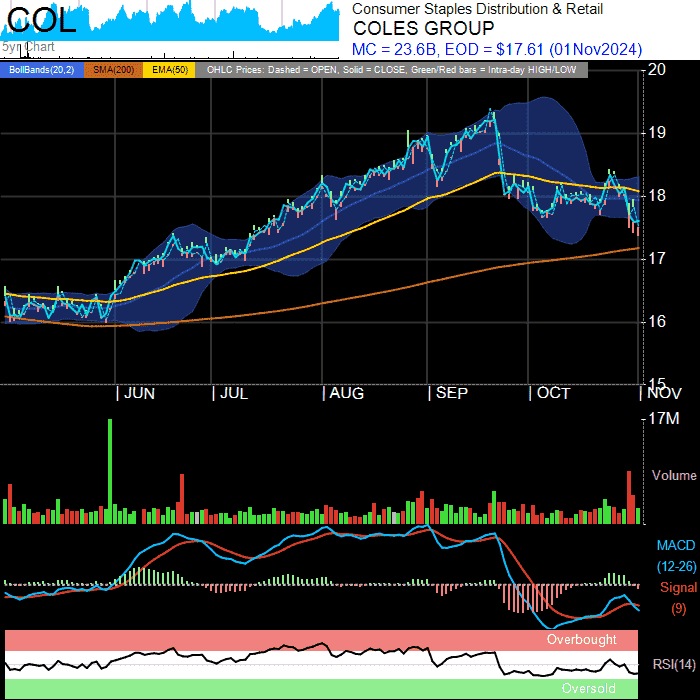 COL
5yr Chart
Consumer Staples Distribution & Retail
COLES GROUP
MC = 23.6B, EOD = $17.61 (01Nov2024)
BollBands(20,2) SMA(200) EMA(50) OHLC Prices: Dashed = OPEN, Solid = CLOSE, Green/Red bars = Intra-day HIGH/LOW
20
19
18
17
16
15
JUN JUL AUG SEP OCT NOV
17M
Volume
MACD
(12-26)
Signal
(9)
Overbought
RSI(14)
Oversold